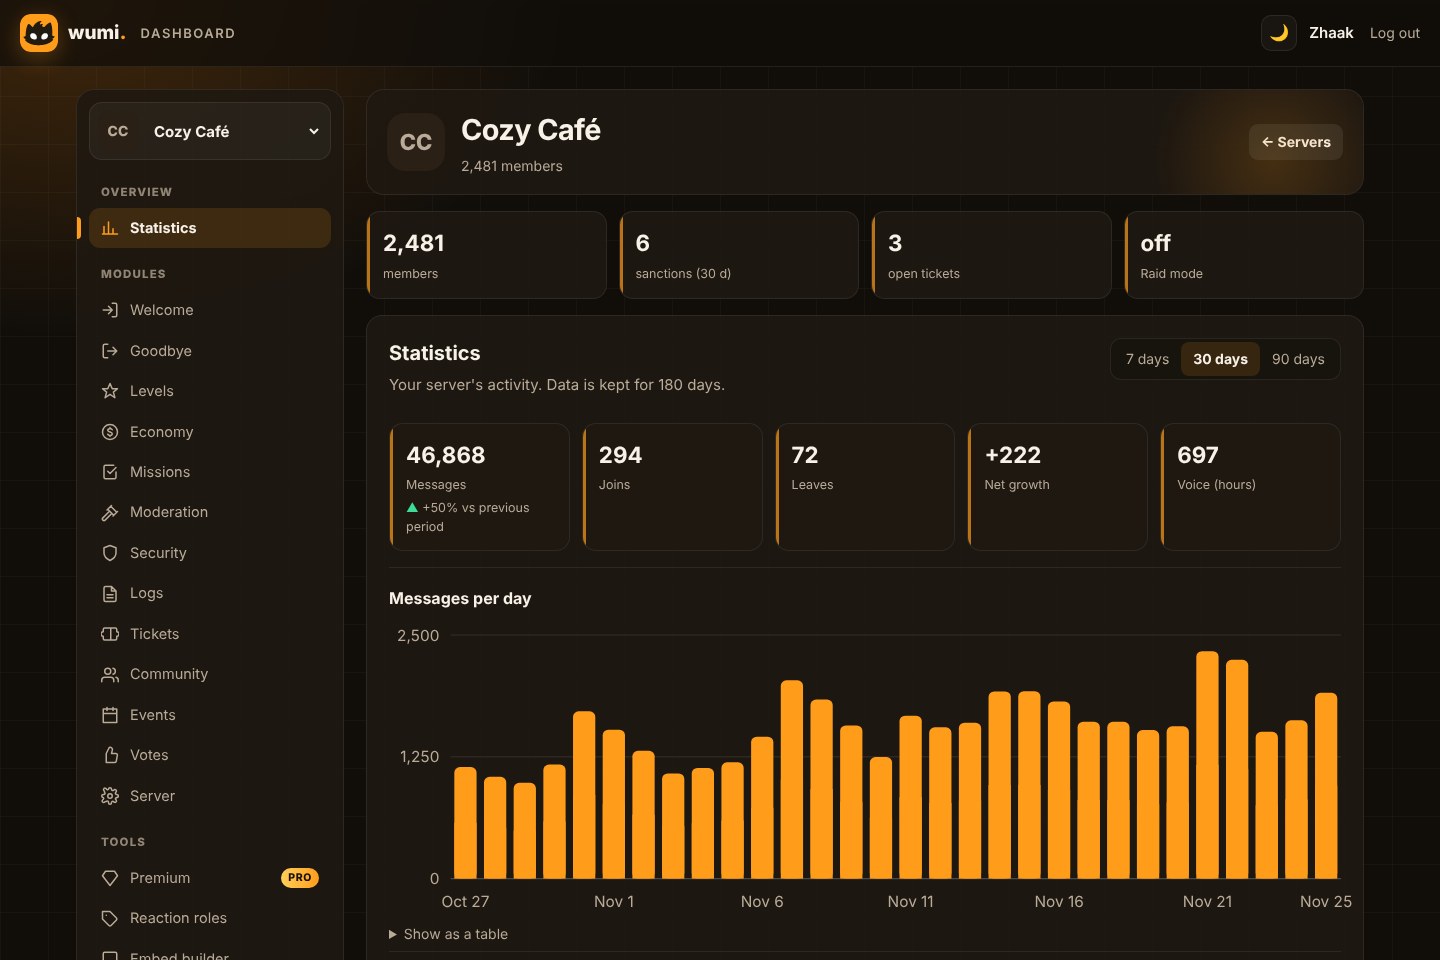 wumi. DASHBOARD
Zhaak Log out
CC Cozy Café
OVERVIEW
Statistics
MODULES
Welcome
Goodbye
Levels
Economy
Missions
Moderation
Security
Logs
Tickets
Community
Events
Votes
Server
TOOLS
Premium PRO
Reaction roles
Embed builder
CC
Cozy Café
2,481 members
← Servers
2,481
members
6
sanctions (30 d)
3
open tickets
off
Raid mode
Statistics
Your server's activity. Data is kept for 180 days.
7 days 30 days 90 days
46,868
Messages
▲ +50% vs previous
period
294
Joins
72
Leaves
+222
Net growth
697
Voice (hours)
Messages per day
2,500
1,250
0
Oct 27 Nov 1 Nov 6 Nov 11 Nov 16 Nov 21 Nov 25
▶ Show as a table